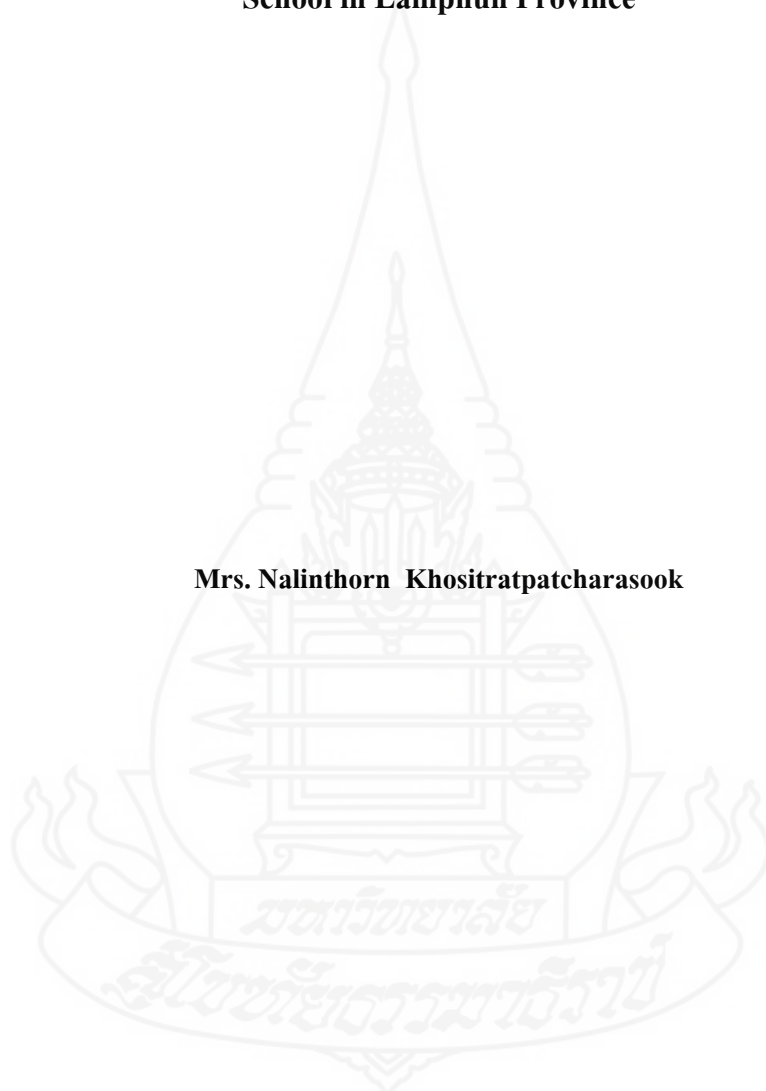 School in Lamphun Province
Mrs. Nalinthorn  Khositratpatcharasook
มหาวิทยาลัย
สุโขทัยธรรมาธิราช